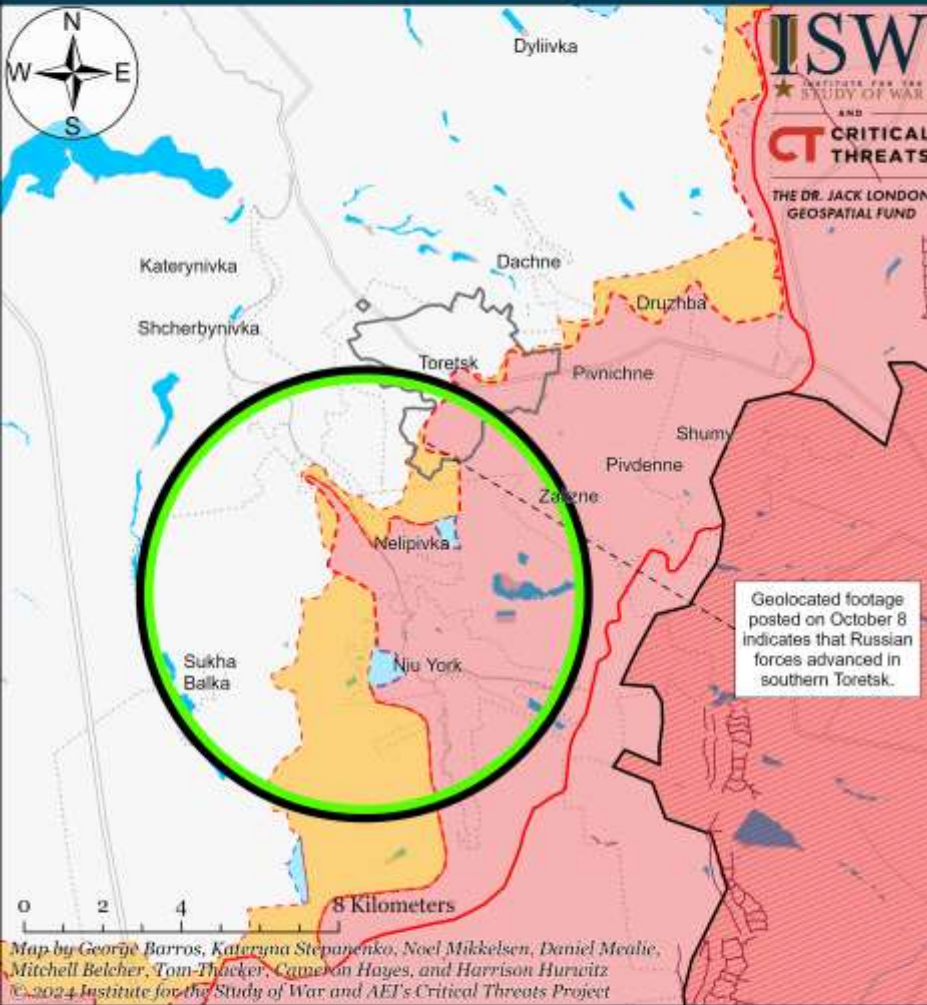 N
W E
S
ISW
INSTITUTE FOR THE
STUDY OF WAR
AND
CT CRITICAL
THREATS
THE DR. JACK LONDON
GEOSPATIAL FUND
Dyliivka
Katerynivka
Dachne
Shcherbynivka
Druzhba
Toretsk
Pivnichne
Shumy
Pivdenne
Zalizne
Nelipivka
Geolocated footage
posted on October 8
indicates that Russian
forces advanced in
southern Toretsk.
Sukha
Balka
Niu York
0 2 4 8 Kilometers
Map by George Barros, Kateryna Stepanenko, Noel Mikkelsen, Daniel Mealie,
Mitchell Belcher, Tom Thacker, Cameron Hayes, and Harrison Hurwitz
© 2024 Institute for the Study of War and AEI's Critical Threats Project